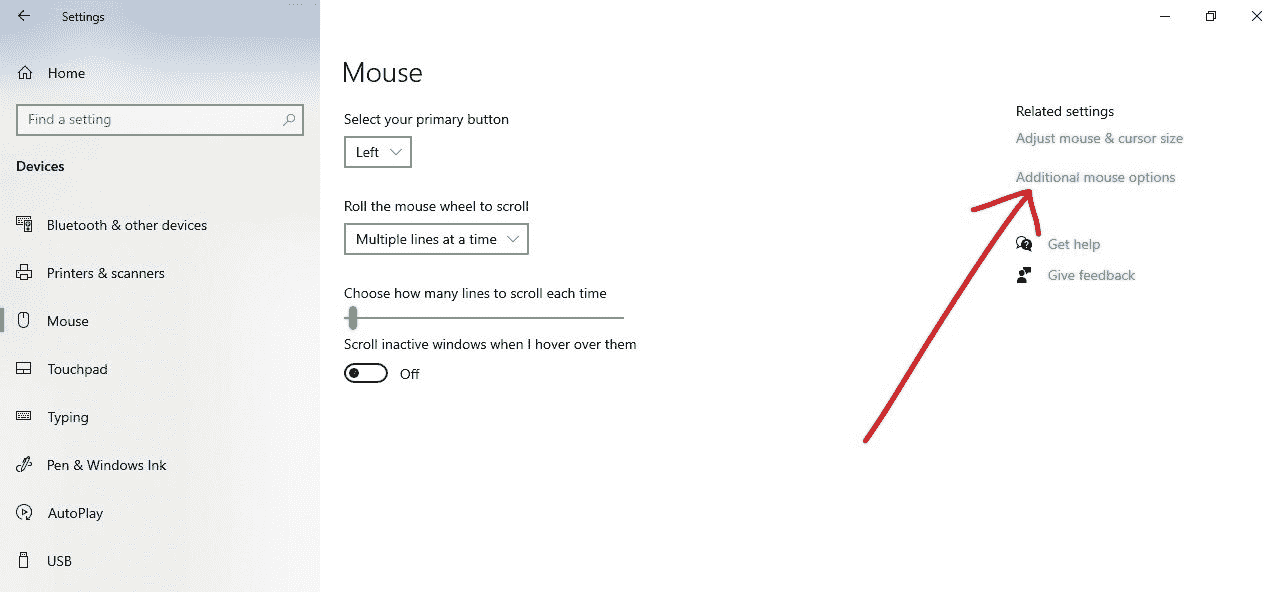 Settings
Home
Find a setting
Devices
Bluetooth & other devices
Printers & scanners
Mouse
Touchpad
Typing
Pen & Windows Ink
AutoPlay
USB
Mouse
Select your primary button
Left
Roll the mouse wheel to scroll
Multiple lines at a time
Choose how many lines to scroll each time
Scroll inactive windows when I hover over them
Off
Related settings
Adjust mouse & cursor size
Additional mouse options
Get help
Give feedback